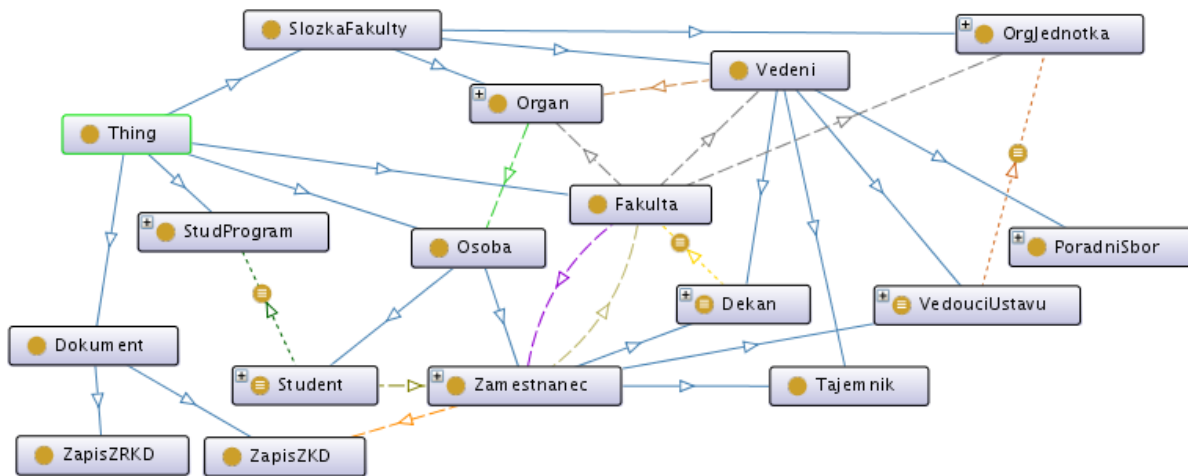 SlozkaFakulty
OrgJednotka
Vedeni
Organ
Thing
Fakulta
StudProgram
Osoba
PoradniSbor
Dekan
VedouciUstavu
Dokument
Student
Zamestnanec
Tajemnik
ZapisZRKD
ZapisZKD